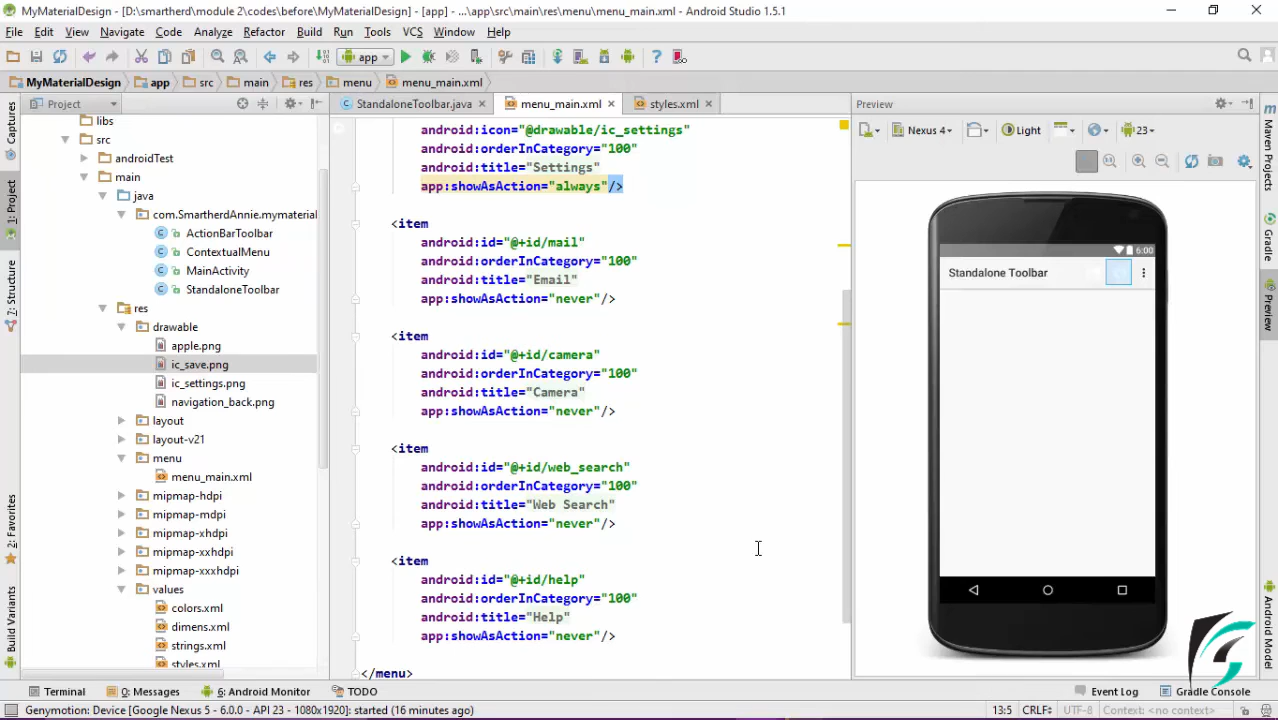 MyMaterialDesign - [D:\smartherd\module 2\codes\before\MyMaterialDesign] - [app] - ...\app\src\main\res\menu\menu_main.xml - Android Studio 1.5.1
File Edit View Navigate Code Analyze Refactor Build Run Tools VCS Window Help
app
MyMaterialDesign app src main res menu menu_main.xml
Project StandaloneToolbar.java menu_main.xml styles.xml Preview
Nexus 4 Light 23
Captures
1: Project
7: Structure
2: Favorites
Build Variants
libs
src
androidTest
main
java
com.SmartherdAnnie.mymaterial
ActionBarToolbar
ContextualMenu
MainActivity
StandaloneToolbar
res
drawable
apple.png
ic_save.png
ic_settings.png
navigation_back.png
layout
layout-v21
menu
menu_main.xml
mipmap-hdpi
mipmap-mdpi
mipmap-xhdpi
mipmap-xxhdpi
mipmap-xxxhdpi
values
colors.xml
dimens.xml
strings.xml
styles.xml
android:icon="@drawable/ic_settings"
android:orderInCategory="100"
android:title="Settings"
app:showAsAction="always"/>
<item
android:id="@+id/mail"
android:orderInCategory="100"
android:title="Email"
app:showAsAction="never"/>
<item
android:id="@+id/camera"
android:orderInCategory="100"
android:title="Camera"
app:showAsAction="never"/>
<item
android:id="@+id/web_search"
android:orderInCategory="100"
android:title="Web Search"
app:showAsAction="never"/>
<item
android:id="@+id/help"
android:orderInCategory="100"
android:title="Help"
app:showAsAction="never"/>
</menu>
6:00
Standalone Toolbar
Maven Projects
Gradle
Preview
Android Model
Terminal 0: Messages 6: Android Monitor TODO Event Log Gradle Console
Genymotion: Device [Google Nexus 5 - 6.0.0 - API 23 - 1080x1920]: started (16 minutes ago) 13:5 CRLF UTF-8 Context: <no context>